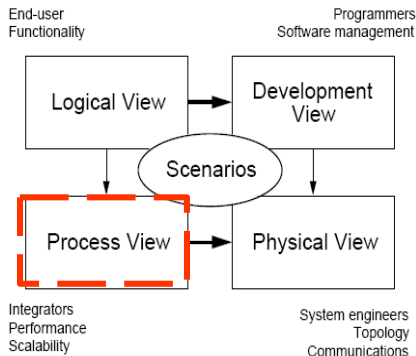 End-user
Functionality
Programmers
Software management
Logical View
Development
View
Scenarios
Process View
Physical View
Integrators
Performance
Scalability
System engineers
Topology
Communications